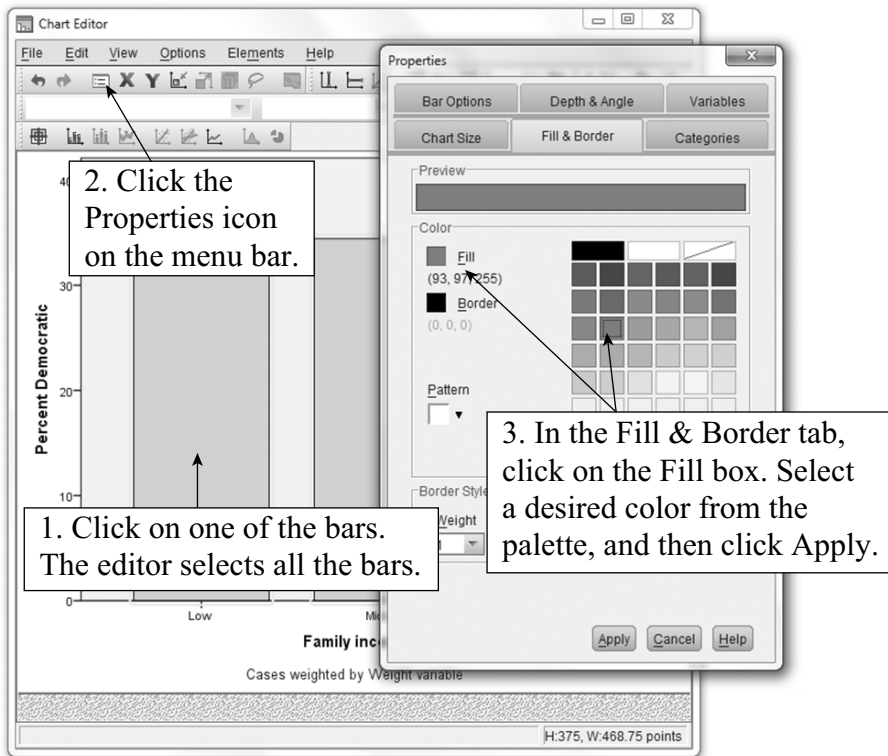 Chart Editor
File Edit View Options Elements Help
Properties
Bar Options Depth & Angle Variables
Chart Size Fill & Border Categories
Preview
Color
Fill
(93, 97, 255)
Border
(0, 0, 0)
Pattern
Border Style
Weight
Apply Cancel Help
2. Click the
Properties icon
on the menu bar.
3. In the Fill & Border tab,
click on the Fill box. Select
a desired color from the
palette, and then click Apply.
1. Click on one of the bars.
The editor selects all the bars.
Percent Democratic
30
20
10
0
Low
Family
Cases weighted by Weight variable
H:375, W:468.75 points